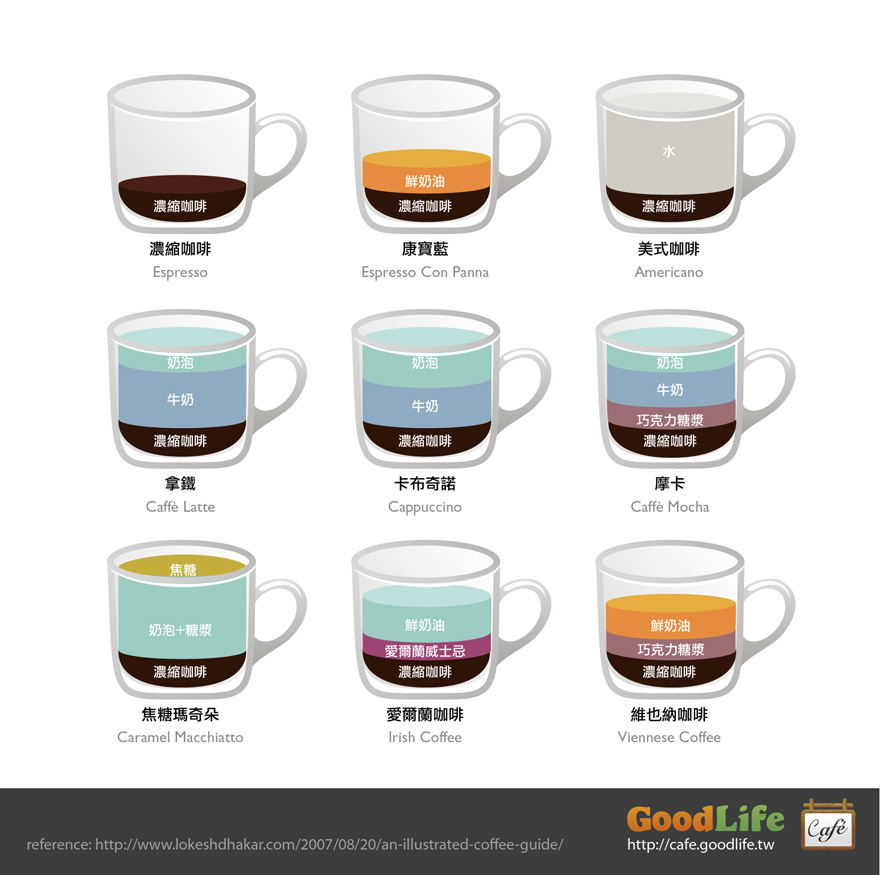 濃縮咖啡
濃縮咖啡
Espresso
鮮奶油
濃縮咖啡
康寶藍
Espresso Con Panna
水
濃縮咖啡
美式咖啡
Americano
奶泡
牛奶
濃縮咖啡
拿鐵
Caffè Latte
奶泡
牛奶
濃縮咖啡
卡布奇諾
Cappuccino
奶泡
牛奶
巧克力糖漿
濃縮咖啡
摩卡
Caffè Mocha
焦糖
奶泡+糖漿
濃縮咖啡
焦糖瑪奇朵
Caramel Macchiatto
鮮奶油
愛爾蘭威士忌
濃縮咖啡
愛爾蘭咖啡
Irish Coffee
鮮奶油
巧克力糖漿
濃縮咖啡
維也納咖啡
Viennese Coffee
reference: http://www.lokeshdhakar.com/2007/08/20/an-illustrated-coffee-guide/
GoodLife
http://cafe.goodlife.tw
Café